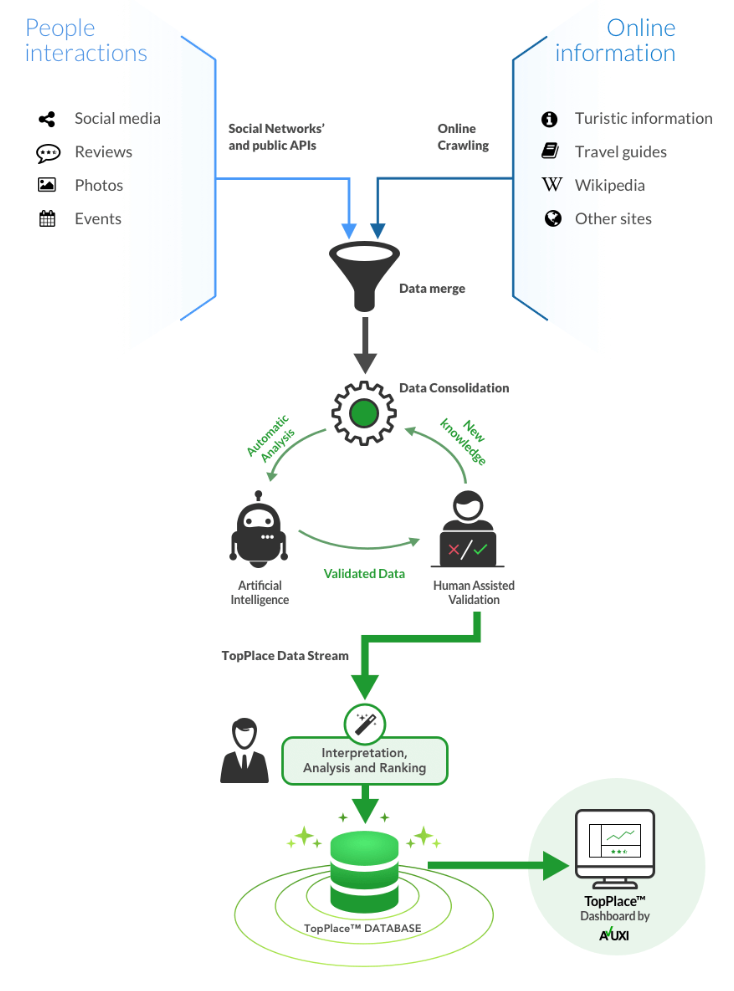 People
interactions
Online
information
Social media
Reviews
Photos
Events
Social Networks'
and public APIs
Online
Crawling
Turistic information
Travel guides
W Wikipedia
Other sites
Data merge
Data Consolidation
Automatic
Analysis
New
knowledge
Artificial
Intelligence
Validated Data
Human Assisted
Validation
TopPlace Data Stream
Interpretation,
Analysis and Ranking
TopPlace™ DATABASE
TopPlace™
Dashboard by
AVUXI